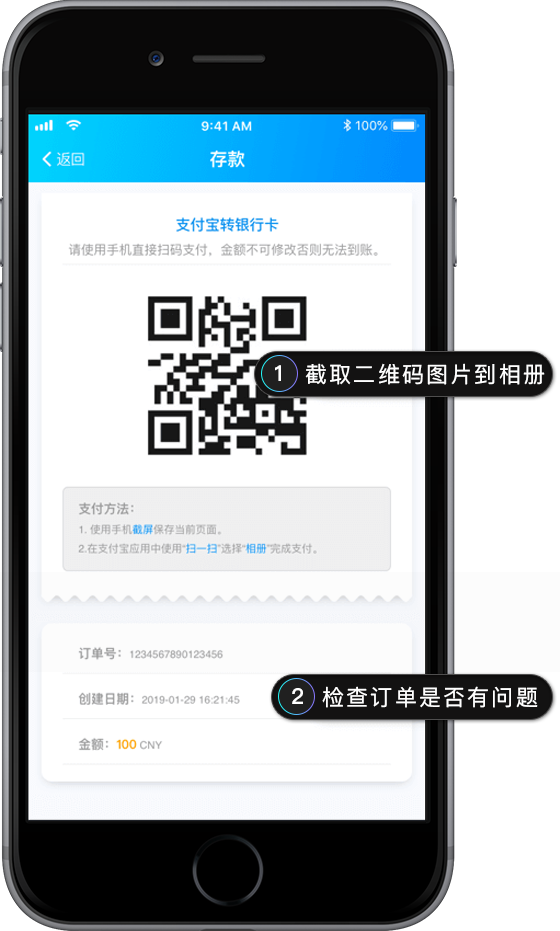 9:41 AM
100%
返回
存款
支付宝转银行卡
请使用手机直接扫码支付，金额不可修改否则无法到账。
1 截取二维码图片到相册
支付方法：
1. 使用手机截屏保存当前页面。
2.在支付宝应用中使用“扫一扫”选择“相册”完成支付。
订单号：1234567890123456
创建日期：2019-01-29 16:21:45
2 检查订单是否有问题
金额：100 CNY